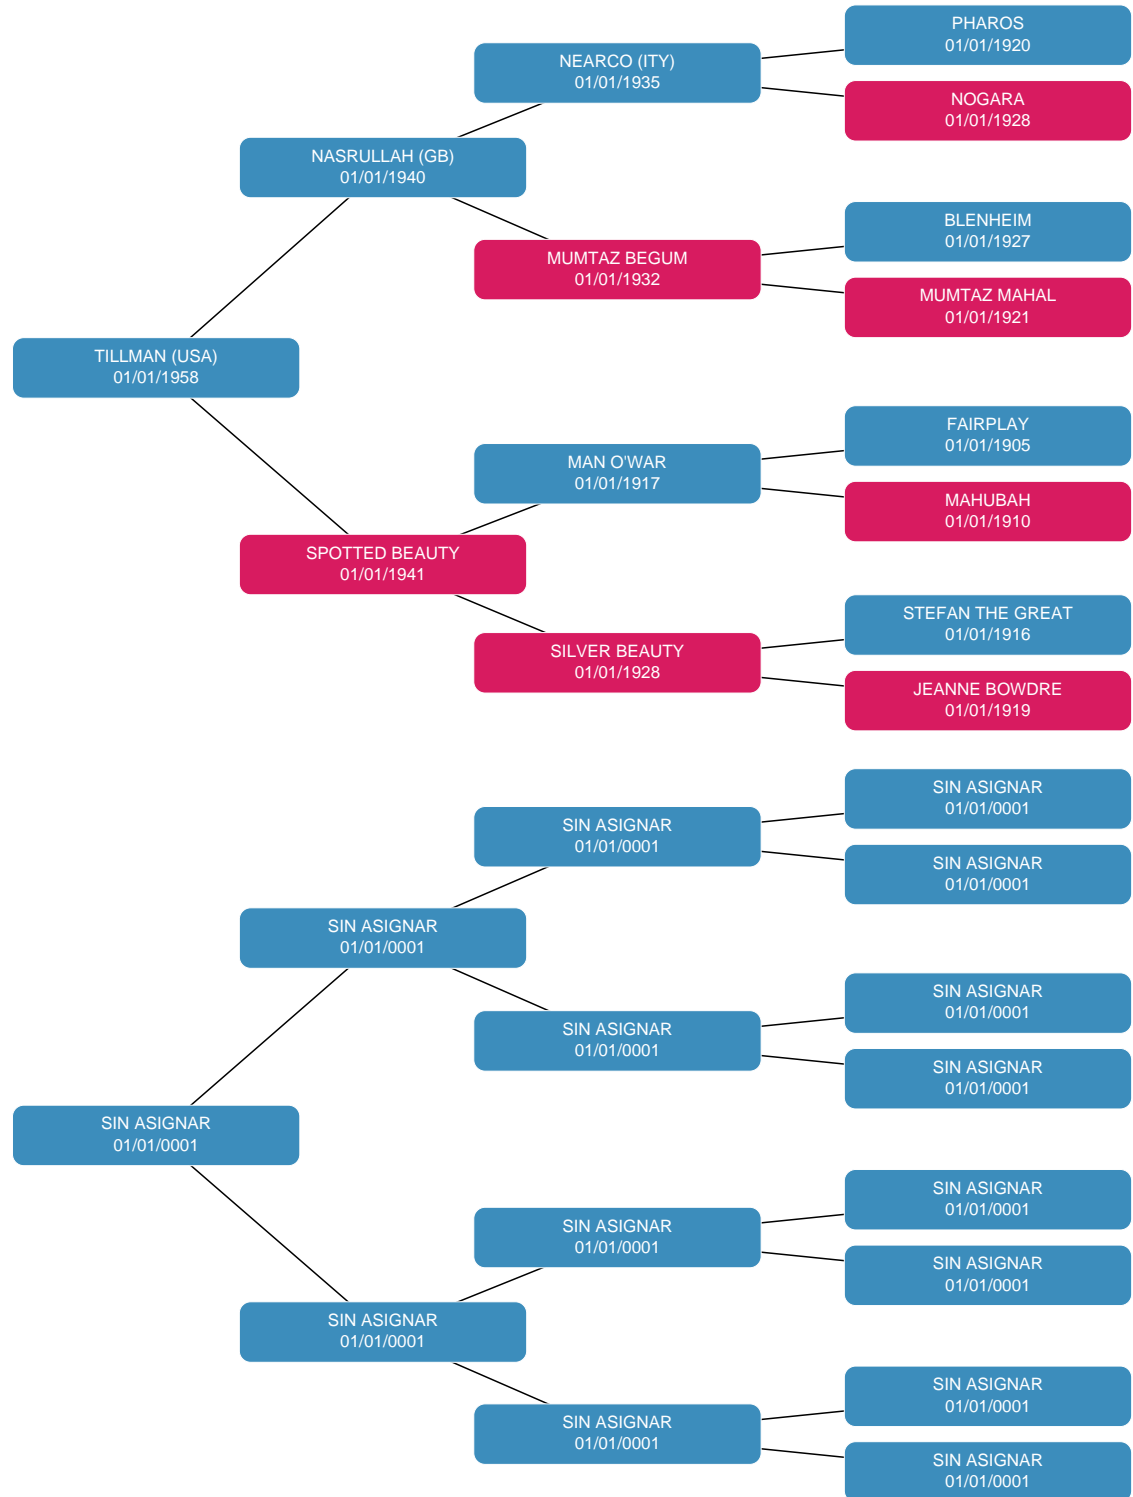 PHAROS
01/01/1920
NEARCO (ITY)
01/01/1935
NOGARA
01/01/1928
NASRULLAH (GB)
01/01/1940
BLENHEIM
01/01/1927
MUMTAZ BEGUM
01/01/1932
MUMTAZ MAHAL
01/01/1921
TILLMAN (USA)
01/01/1958
FAIRPLAY
01/01/1905
MAN O'WAR
01/01/1917
MAHUBAH
01/01/1910
SPOTTED BEAUTY
01/01/1941
STEFAN THE GREAT
01/01/1916
SILVER BEAUTY
01/01/1928
JEANNE BOWDRE
01/01/1919
SIN ASIGNAR
01/01/0001
SIN ASIGNAR
01/01/0001
SIN ASIGNAR
01/01/0001
SIN ASIGNAR
01/01/0001
SIN ASIGNAR
01/01/0001
SIN ASIGNAR
01/01/0001
SIN ASIGNAR
01/01/0001
SIN ASIGNAR
01/01/0001
SIN ASIGNAR
01/01/0001
SIN ASIGNAR
01/01/0001
SIN ASIGNAR
01/01/0001
SIN ASIGNAR
01/01/0001
SIN ASIGNAR
01/01/0001
SIN ASIGNAR
01/01/0001
SIN ASIGNAR
01/01/0001